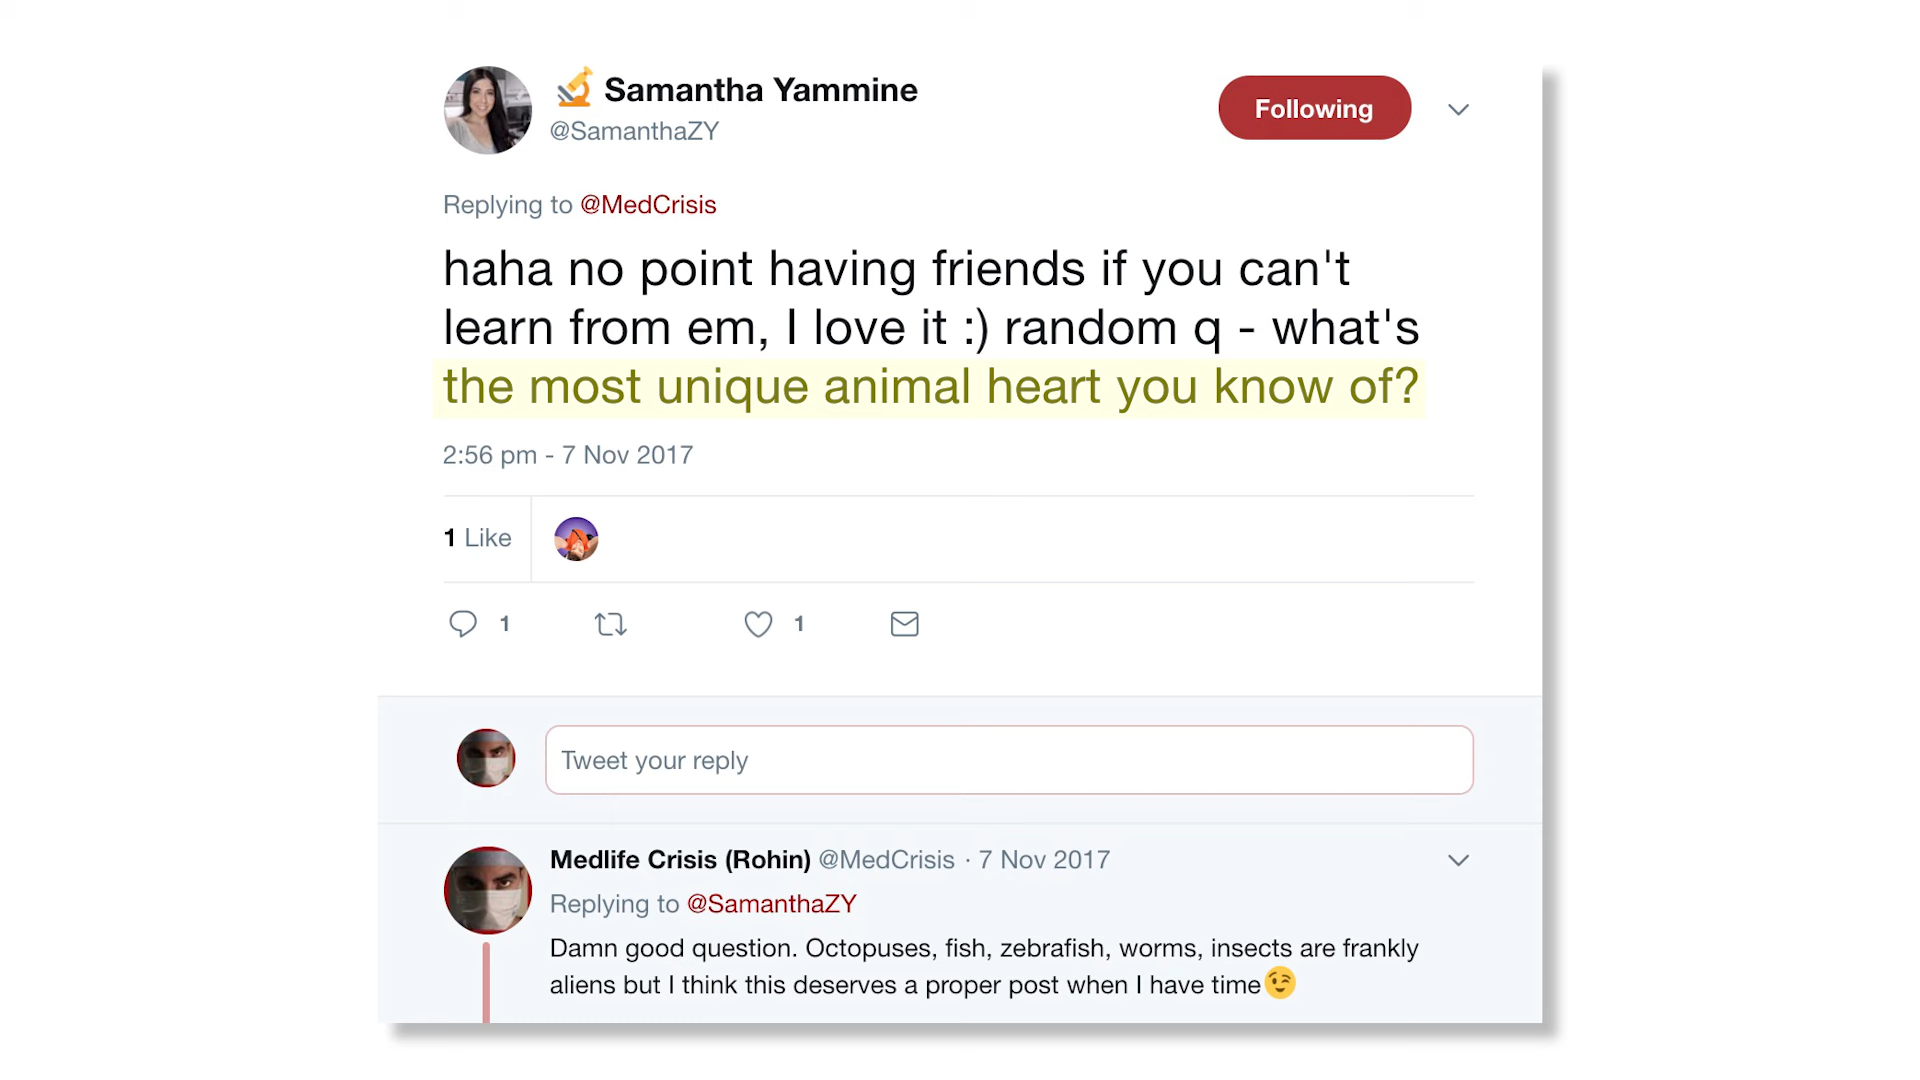 Samantha Yammine
@SamanthaZY
Following
Replying to @MedCrisis
haha no point having friends if you can't
learn from em, I love it :) random q - what's
the most unique animal heart you know of?
2:56 pm - 7 Nov 2017
1 Like
1
1
Tweet your reply
Medlife Crisis (Rohin) @MedCrisis · 7 Nov 2017
Replying to @SamanthaZY
Damn good question. Octopuses, fish, zebrafish, worms, insects are frankly
aliens but I think this deserves a proper post when I have time😉